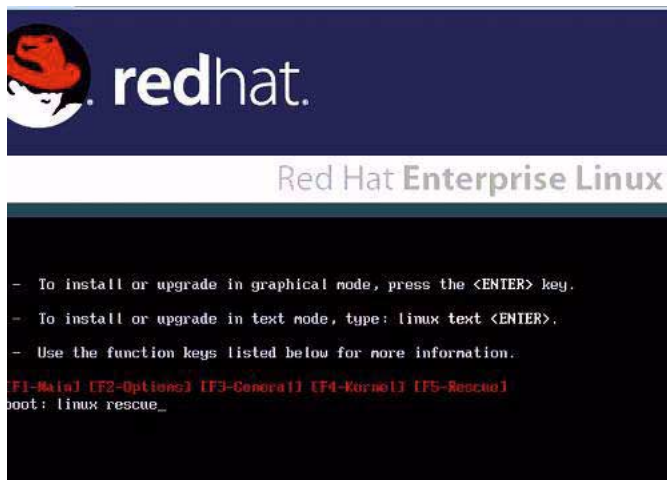 redhat.
Red Hat Enterprise Linux
- To install or upgrade in graphical mode, press the <ENTER> key.
- To install or upgrade in text mode, type: linux text <ENTER>.
- Use the function keys listed below for more information.
[F1-Main] [F2-Options] [F3-General] [F4-Kernel] [F5-Rescue]
boot: linux rescue_